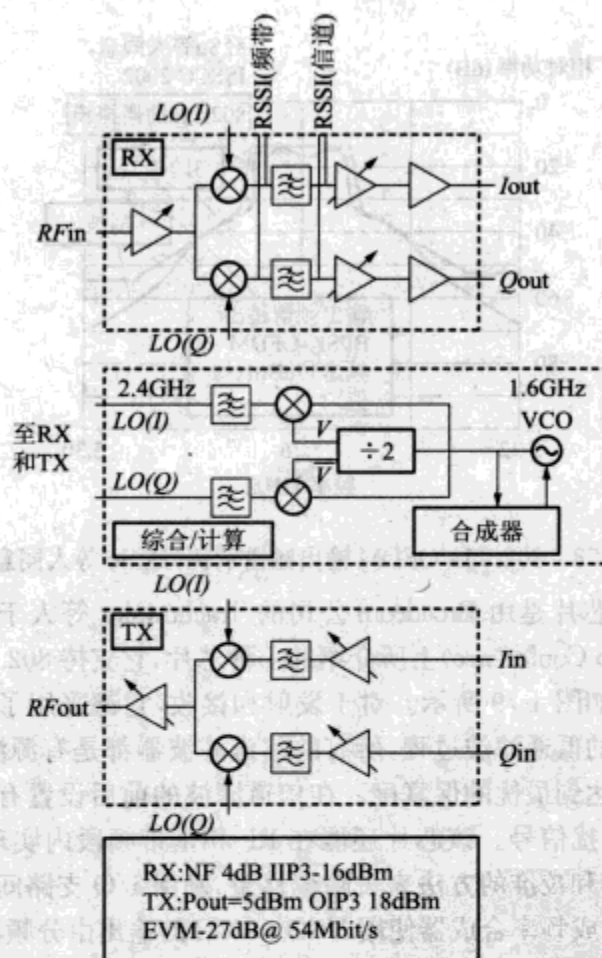 RSSI(频带)
RSSI(信道)
LO(I)
RX
RFin
Iout
Qout
LO(Q)
2.4GHz
1.6GHz
LO(I)
VCO
至RX
和TX
V
÷2
V̅
LO(Q)
综合/计算
合成器
LO(I)
TX
Iin
RFout
Qin
LO(Q)
RX:NF 4dB IIP3-16dBm
TX:Pout=5dBm OIP3 18dBm
EVM-27dB@ 54Mbit/s